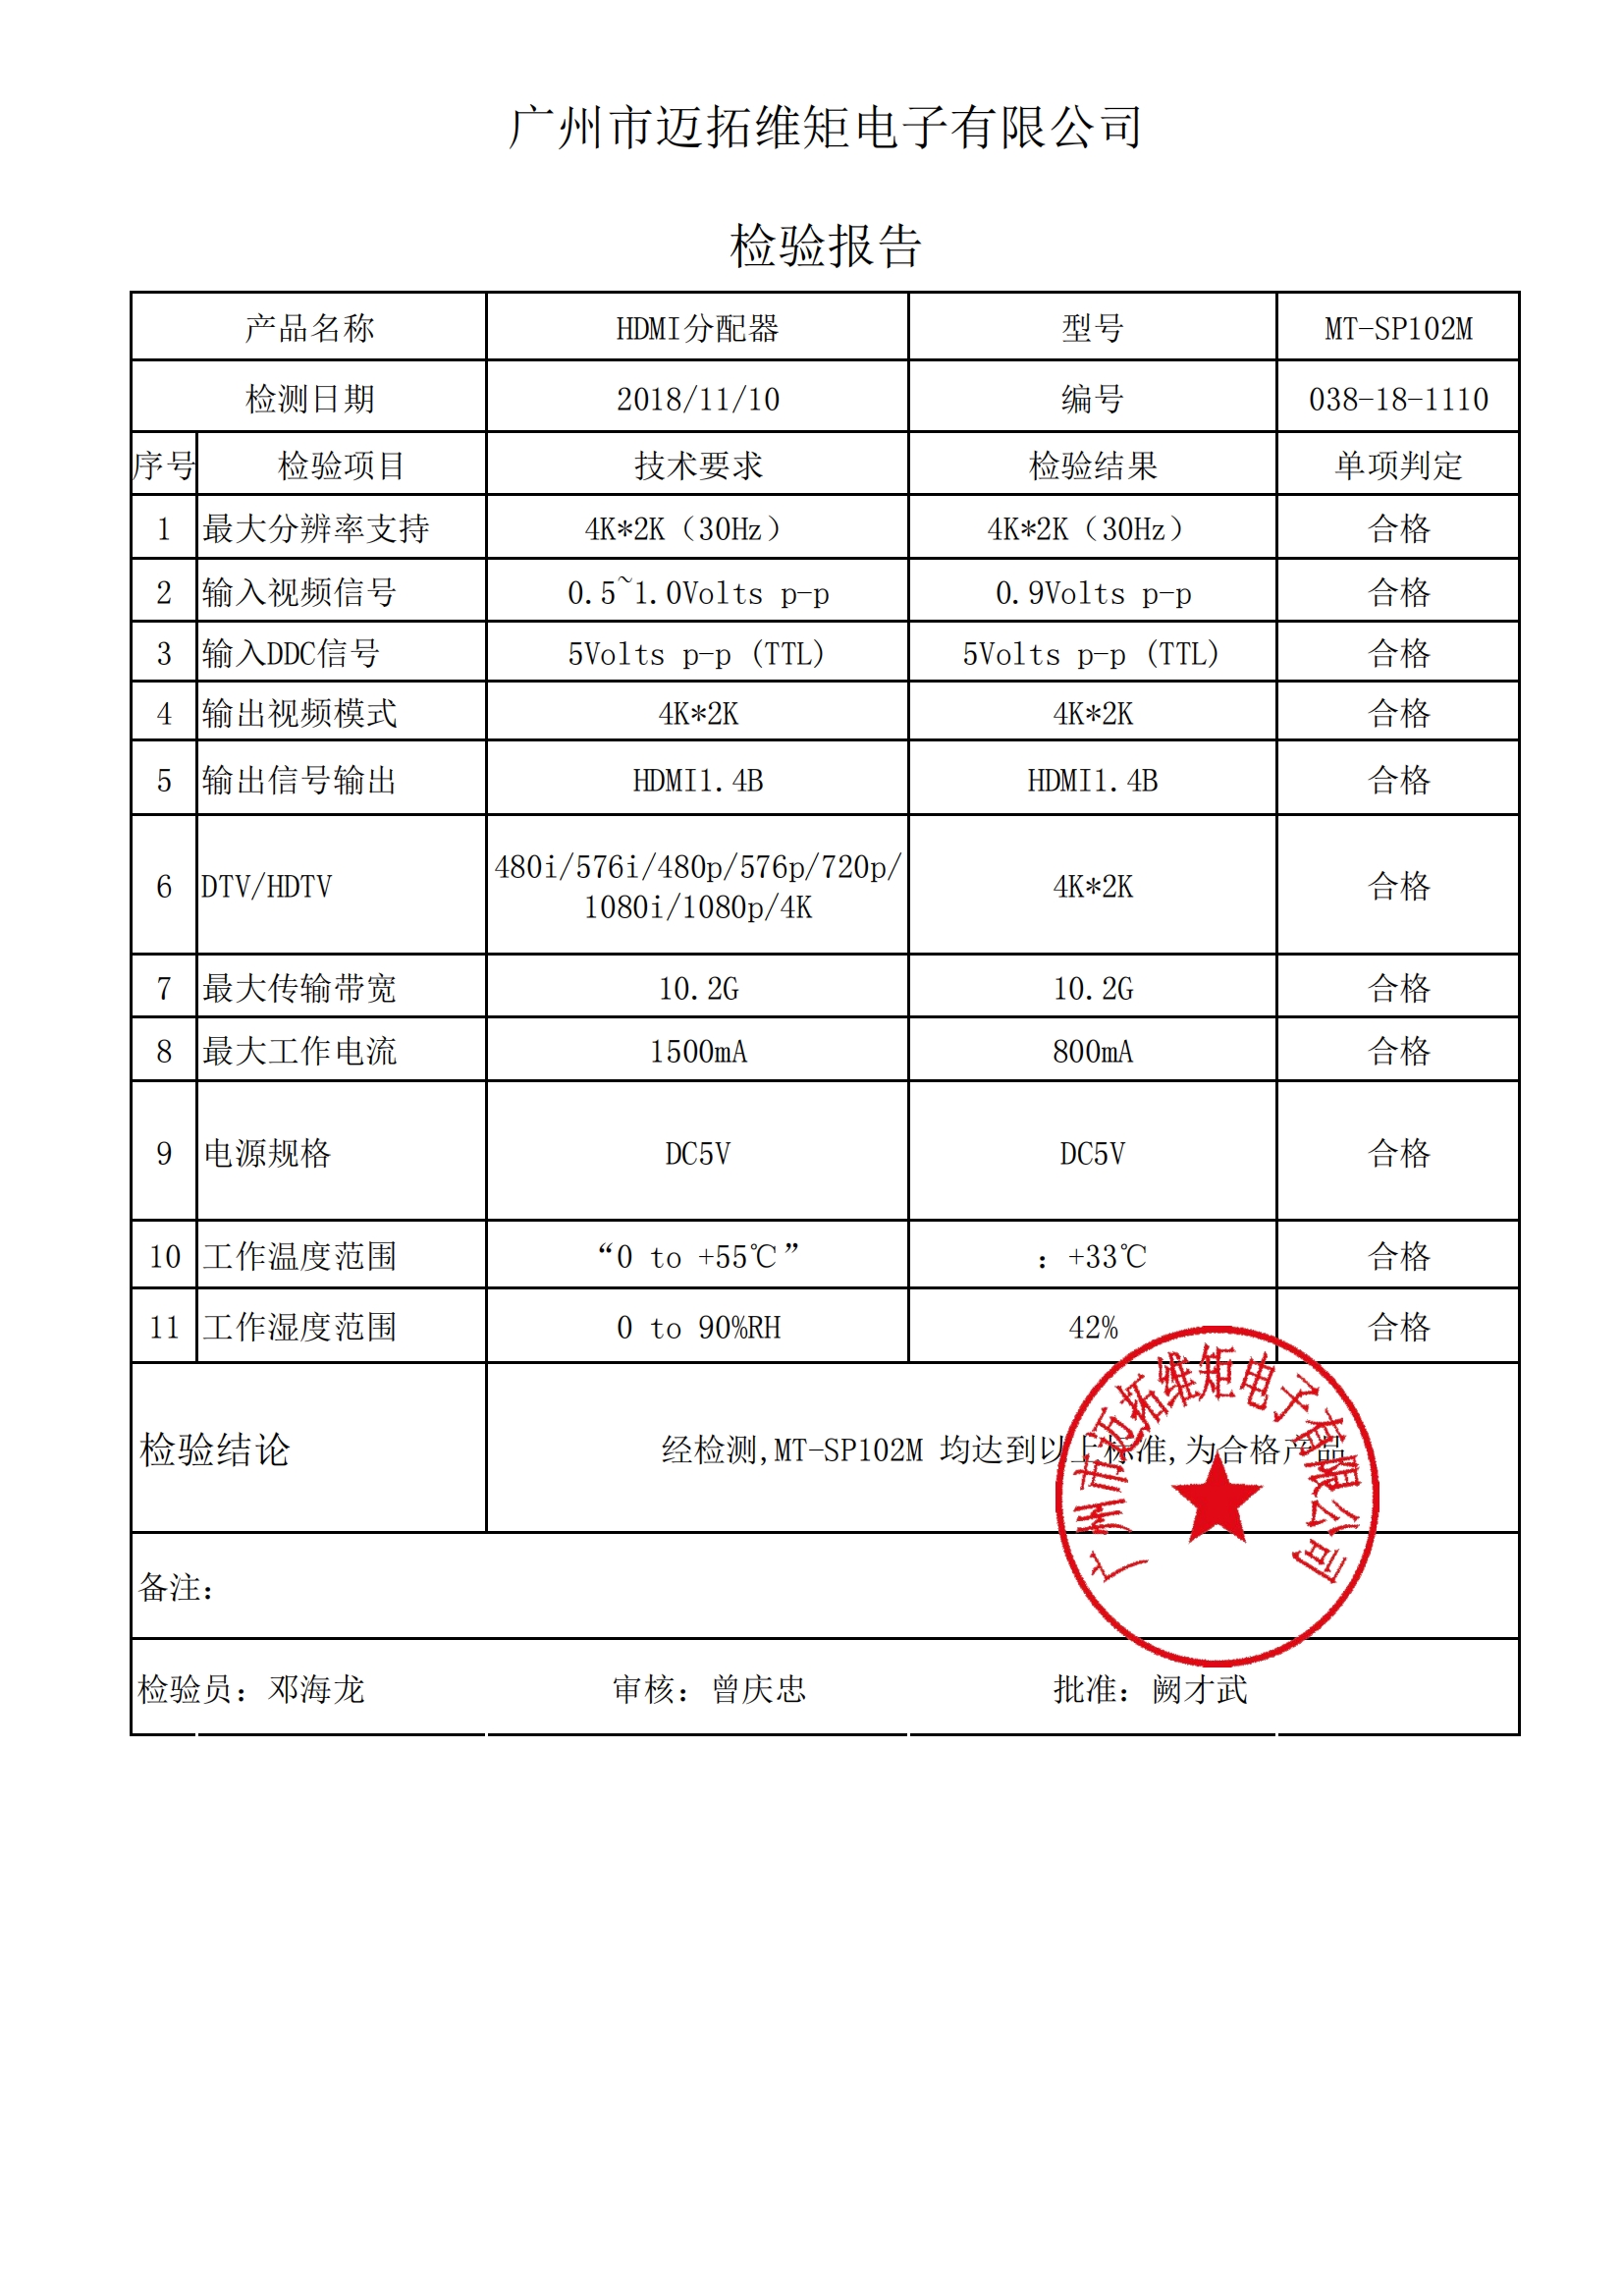 广州市迈拓维矩电子有限公司
检验报告
产品名称 HDMI分配器 型号 MT-SP102M
检测日期 2018/11/10 编号 038-18-1110
序号 检验项目 技术要求 检验结果 单项判定
1 最大分辨率支持 4K*2K（30Hz） 4K*2K（30Hz） 合格
2 输入视频信号 0.5~1.0Volts p-p 0.9Volts p-p 合格
3 输入DDC信号 5Volts p-p (TTL) 5Volts p-p (TTL) 合格
4 输出视频模式 4K*2K 4K*2K 合格
5 输出信号输出 HDMI1.4B HDMI1.4B 合格
6 DTV/HDTV 480i/576i/480p/576p/720p/
1080i/1080p/4K 4K*2K 合格
7 最大传输带宽 10.2G 10.2G 合格
8 最大工作电流 1500mA 800mA 合格
9 电源规格 DC5V DC5V 合格
10 工作温度范围 “0 to +55℃” ：+33℃ 合格
11 工作湿度范围 0 to 90%RH 42% 合格
检验结论 经检测,MT-SP102M 均达到以上标准,为合格产品
广州市迈拓维矩电子有限公司
备注：
检验员：邓海龙 审核：曾庆忠 批准：阙才武